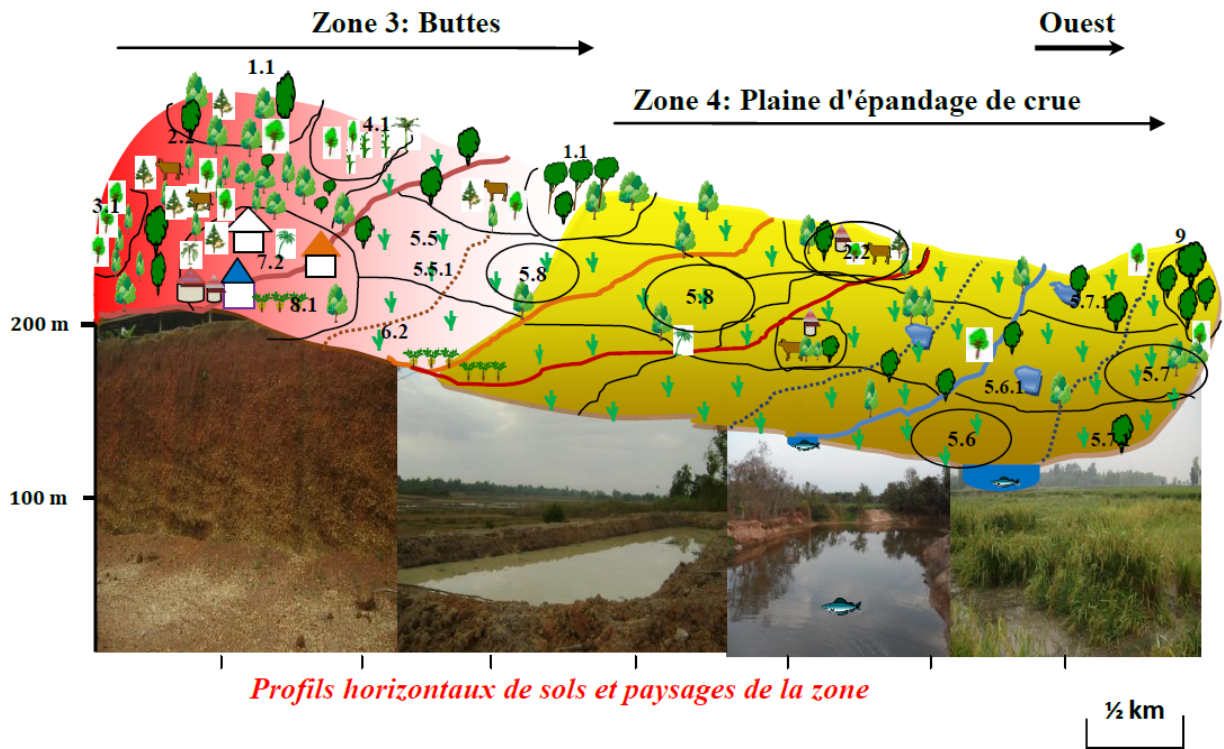 Zone 3: Buttes
Ouest
Zone 4: Plaine d'épandage de crue
1.1
2.2
4.1
1.1
3.1
5.5
7.2
5.5.1
5.8
5.8
2.2
9
5.7.1
8.1
6.2
200 m
5.6.1
5.7
5.6
5.7.1
100 m
Profils horizontaux de sols et paysages de la zone
½ km